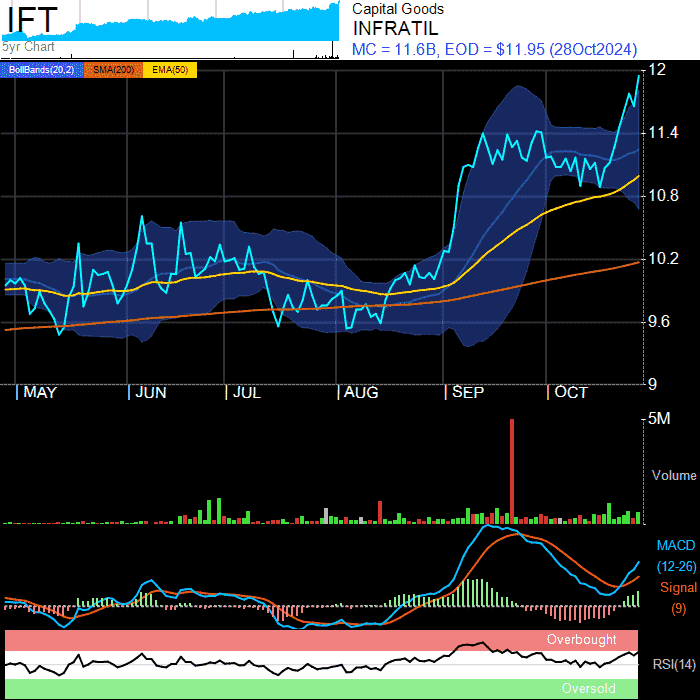 IFT
5yr Chart
Capital Goods
INFRATIL
MC = 11.6B, EOD = $11.95 (28Oct2024)
BollBands(20,2) SMA(200) EMA(50)
12
11.4
10.8
10.2
9.6
9
MAY JUN JUL AUG SEP OCT
5M
Volume
MACD
(12-26)
Signal
(9)
Overbought
RSI(14)
Oversold